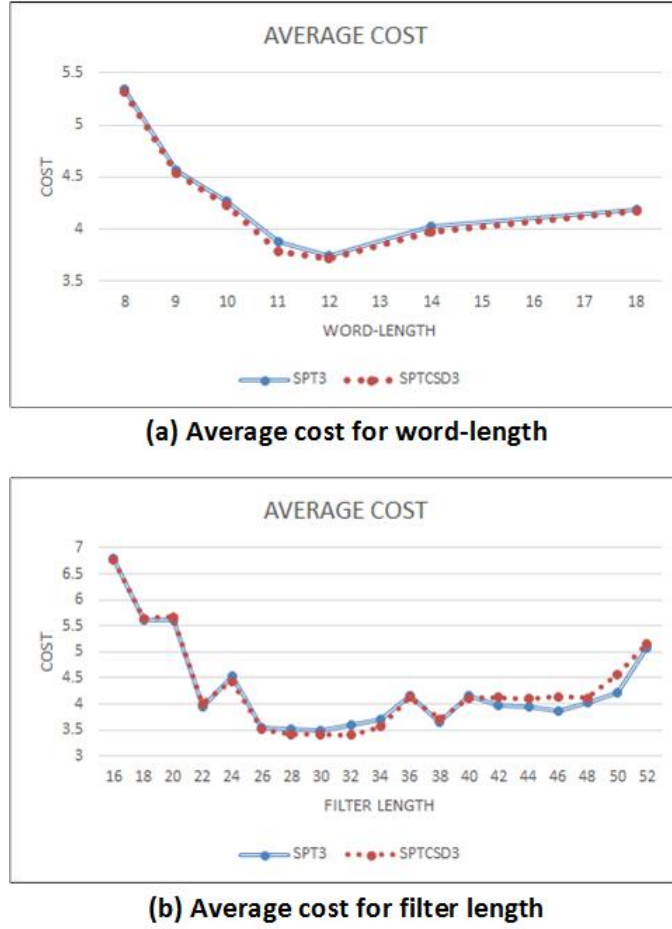 AVERAGE COST
5.5
5
4.5
4
3.5
COST
8 9 10 11 12 13 14 15 16 17 18
WORD-LENGTH
SPT3 SPTCSD3
(a) Average cost for word-length
AVERAGE COST
7
6.5
6
5.5
5
4.5
4
3.5
3
COST
16 18 20 22 24 26 28 30 32 34 36 38 40 42 44 46 48 50 52
FILTER LENGTH
SPT3 SPTCSD3
(b) Average cost for filter length